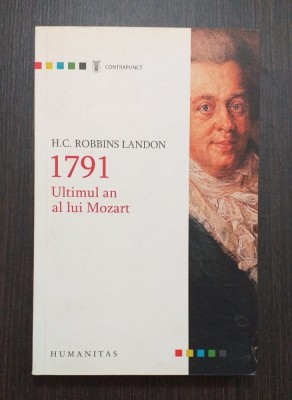 CONTRAPUNCT
H.C. ROBBINS LANDON
1791
Ultimul an
al lui Mozart
HUMANITAS